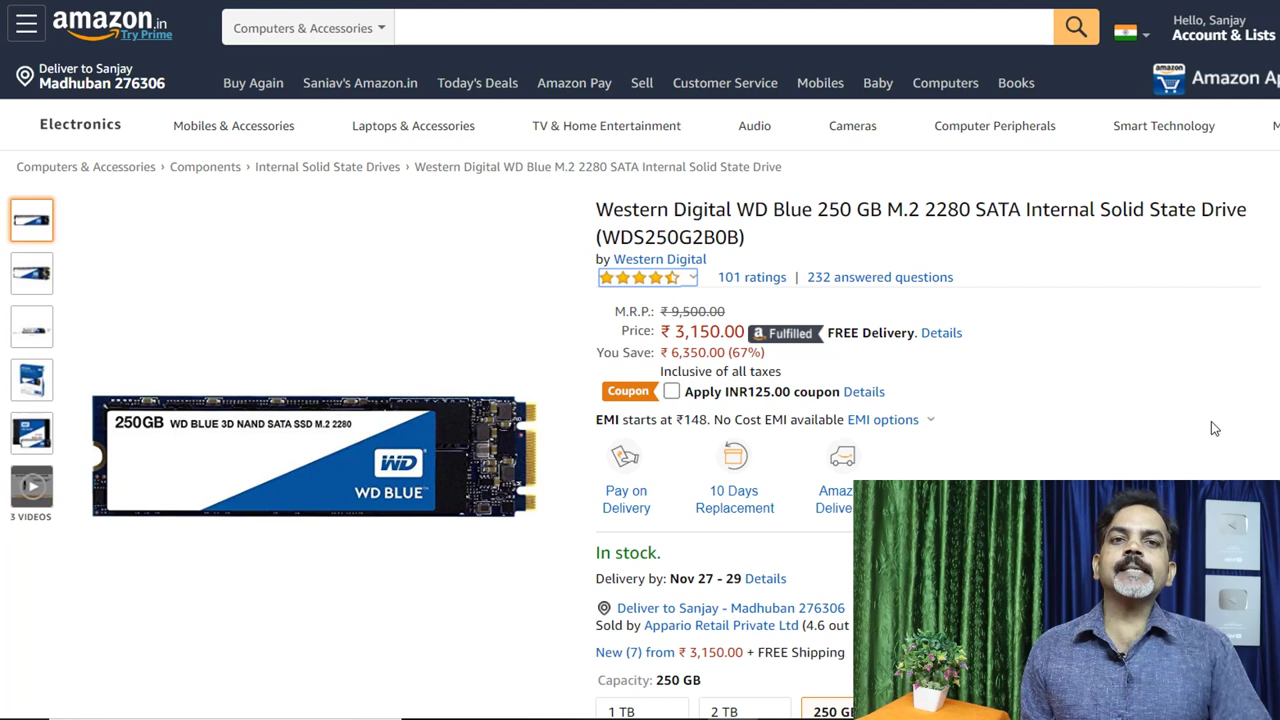 amazon.in
Try Prime
Computers & Accessories
Hello, Sanjay
Account & Lists
Deliver to Sanjay
Madhuban 276306
Buy Again Saniav's Amazon.in Today's Deals Amazon Pay Sell Customer Service Mobiles Baby Computers Books
amazon
Amazon Ap
Electronics Mobiles & Accessories Laptops & Accessories TV & Home Entertainment Audio Cameras Computer Peripherals Smart Technology M
Computers & Accessories › Components › Internal Solid State Drives › Western Digital WD Blue M.2 2280 SATA Internal Solid State Drive
Western Digital WD Blue 250 GB M.2 2280 SATA Internal Solid State Drive
(WDS250G2B0B)
by Western Digital
101 ratings | 232 answered questions
M.R.P.: ₹ 9,500.00
Price: ₹ 3,150.00 a Fulfilled FREE Delivery. Details
You Save: ₹ 6,350.00 (67%)
Inclusive of all taxes
Coupon Apply INR125.00 coupon Details
EMI starts at ₹148. No Cost EMI available EMI options
250GB WD BLUE 3D NAND SATA SSD M.2 2280
WD
WD BLUE™
3 VIDEOS
Pay on
Delivery
10 Days
Replacement
Amaz
Delive
In stock.
Delivery by: Nov 27 - 29 Details
Deliver to Sanjay - Madhuban 276306
Sold by Appario Retail Private Ltd (4.6 out
New (7) from ₹ 3,150.00 + FREE Shipping
Capacity: 250 GB
1 TB 2 TB 250 GB